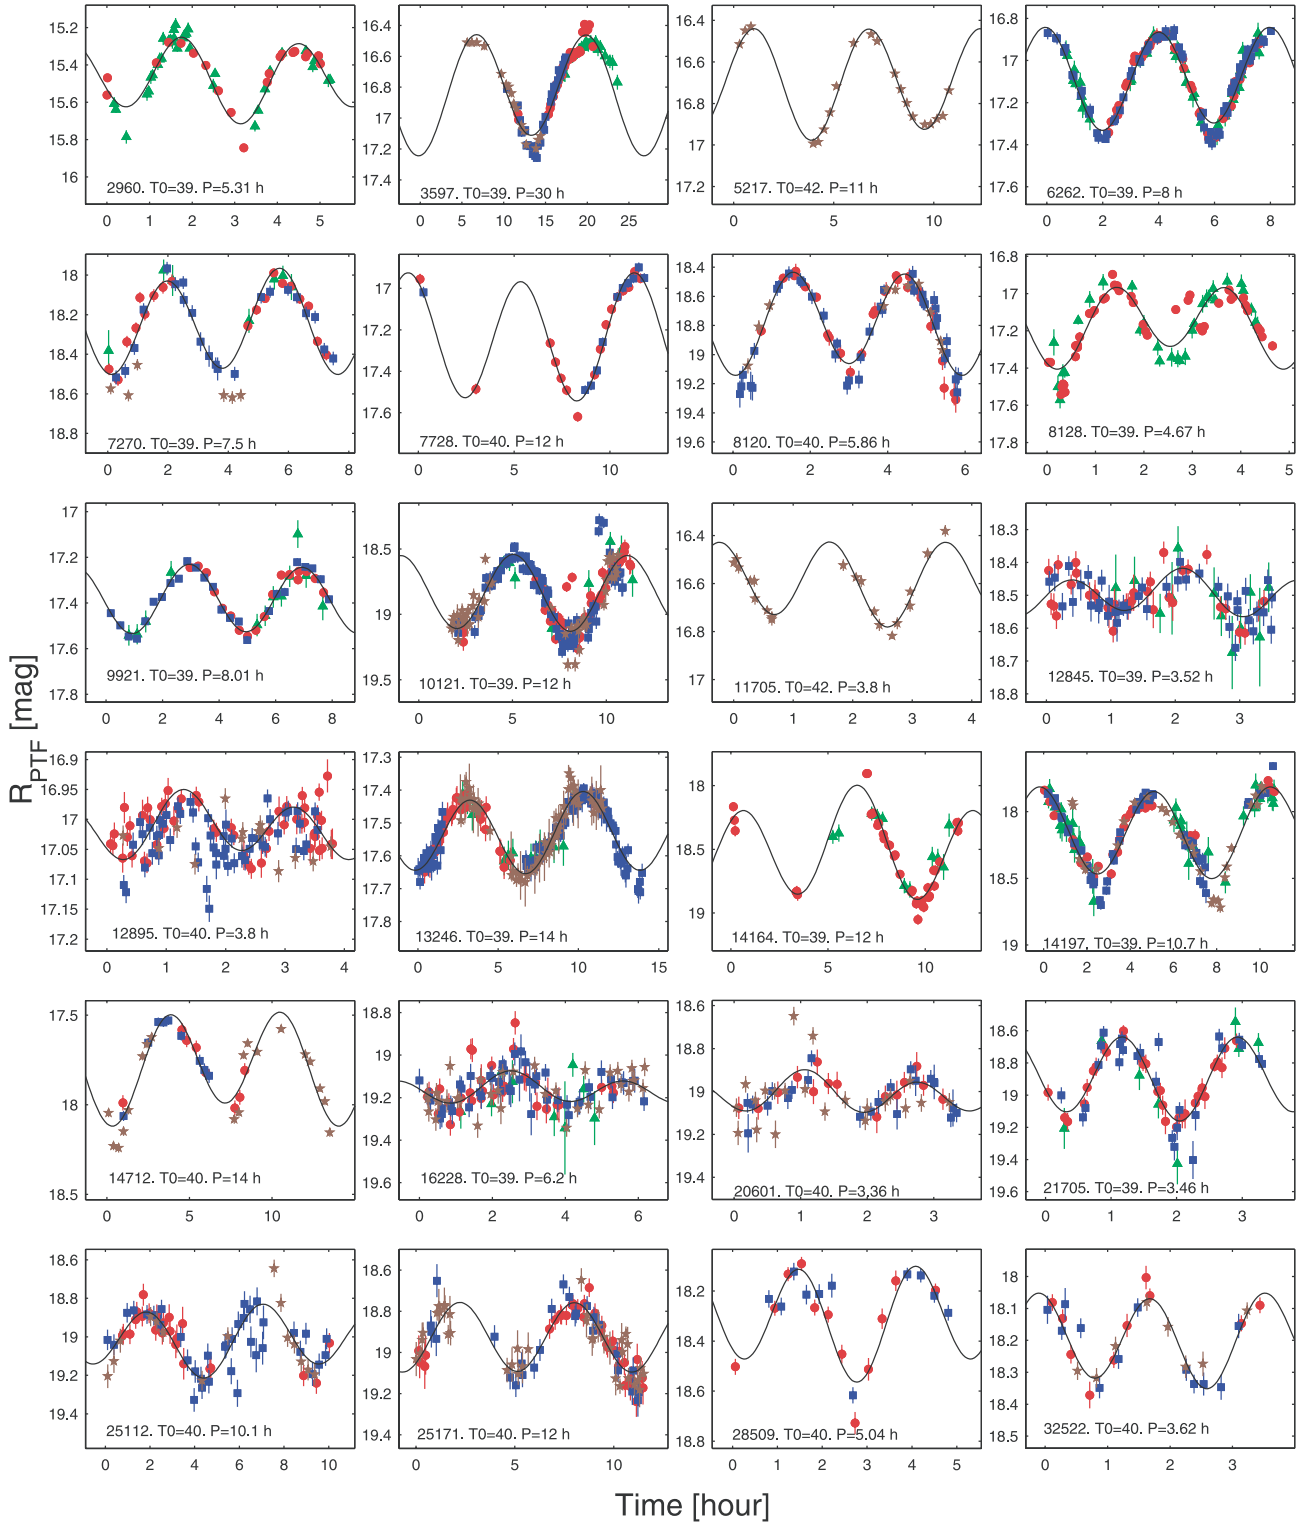 15.2
15.4
15.6
15.8
16
2960. T0=39. P=5.31 h
0 1 2 3 4 5
16.4
16.6
16.8
17
17.2
17.4
3597. T0=39. P=30 h
0 5 10 15 20 25
16.4
16.6
16.8
17
17.2
5217. T0=42. P=11 h
0 5 10
16.8
17
17.2
17.4
17.6
6262. T0=39. P=8 h
0 2 4 6 8
18
18.2
18.4
18.6
18.8
7270. T0=39. P=7.5 h
0 2 4 6 8
17
17.2
17.4
17.6
7728. T0=40. P=12 h
0 5 10
18.4
18.6
18.8
19
19.2
19.4
19.6
8120. T0=40. P=5.86 h
0 2 4 6
16.8
17
17.2
17.4
17.6
17.8
8128. T0=39. P=4.67 h
0 1 2 3 4 5
17
17.2
17.4
17.6
17.8
9921. T0=39. P=8.01 h
0 2 4 6 8
18.5
19
19.5
10121. T0=39. P=12 h
0 5 10
16.4
16.6
16.8
17
11705. T0=42. P=3.8 h
0 1 2 3 4
18.3
18.4
18.5
18.6
18.7
18.8
12845. T0=39. P=3.52 h
0 1 2 3
R_PTF [mag]
16.9
16.95
17
17.05
17.1
17.15
17.2
12895. T0=40. P=3.8 h
0 1 2 3 4
17.3
17.4
17.5
17.6
17.7
17.8
13246. T0=39. P=14 h
0 5 10 15
18
18.5
19
14164. T0=39. P=12 h
0 5 10
18
18.5
19
14197. T0=39. P=10.7 h
0 2 4 6 8 10
17.5
18
18.5
14712. T0=40. P=14 h
0 5 10
18.8
19
19.2
19.4
19.6
16228. T0=39. P=6.2 h
0 2 4 6
18.6
18.8
19
19.2
19.4
20601. T0=40. P=3.36 h
0 1 2 3
18.6
18.8
19
19.2
19.4
19.6
21705. T0=39. P=3.46 h
0 1 2 3
18.6
18.8
19
19.2
19.4
25112. T0=40. P=10.1 h
0 2 4 6 8 10
18.6
18.8
19
19.2
19.4
25171. T0=40. P=12 h
0 5 10
18
18.2
18.4
18.6
18.8
28509. T0=40. P=5.04 h
0 1 2 3 4 5
18
18.1
18.2
18.3
18.4
18.5
32522. T0=40. P=3.62 h
0 1 2 3
Time [hour]